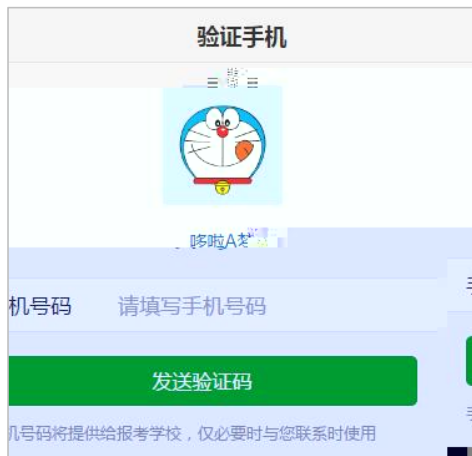 验证手机
哆啦A梦
机号码 请填写手机号码
发送验证码
机号码将提供给报考学校，仅必要时与您联系时使用